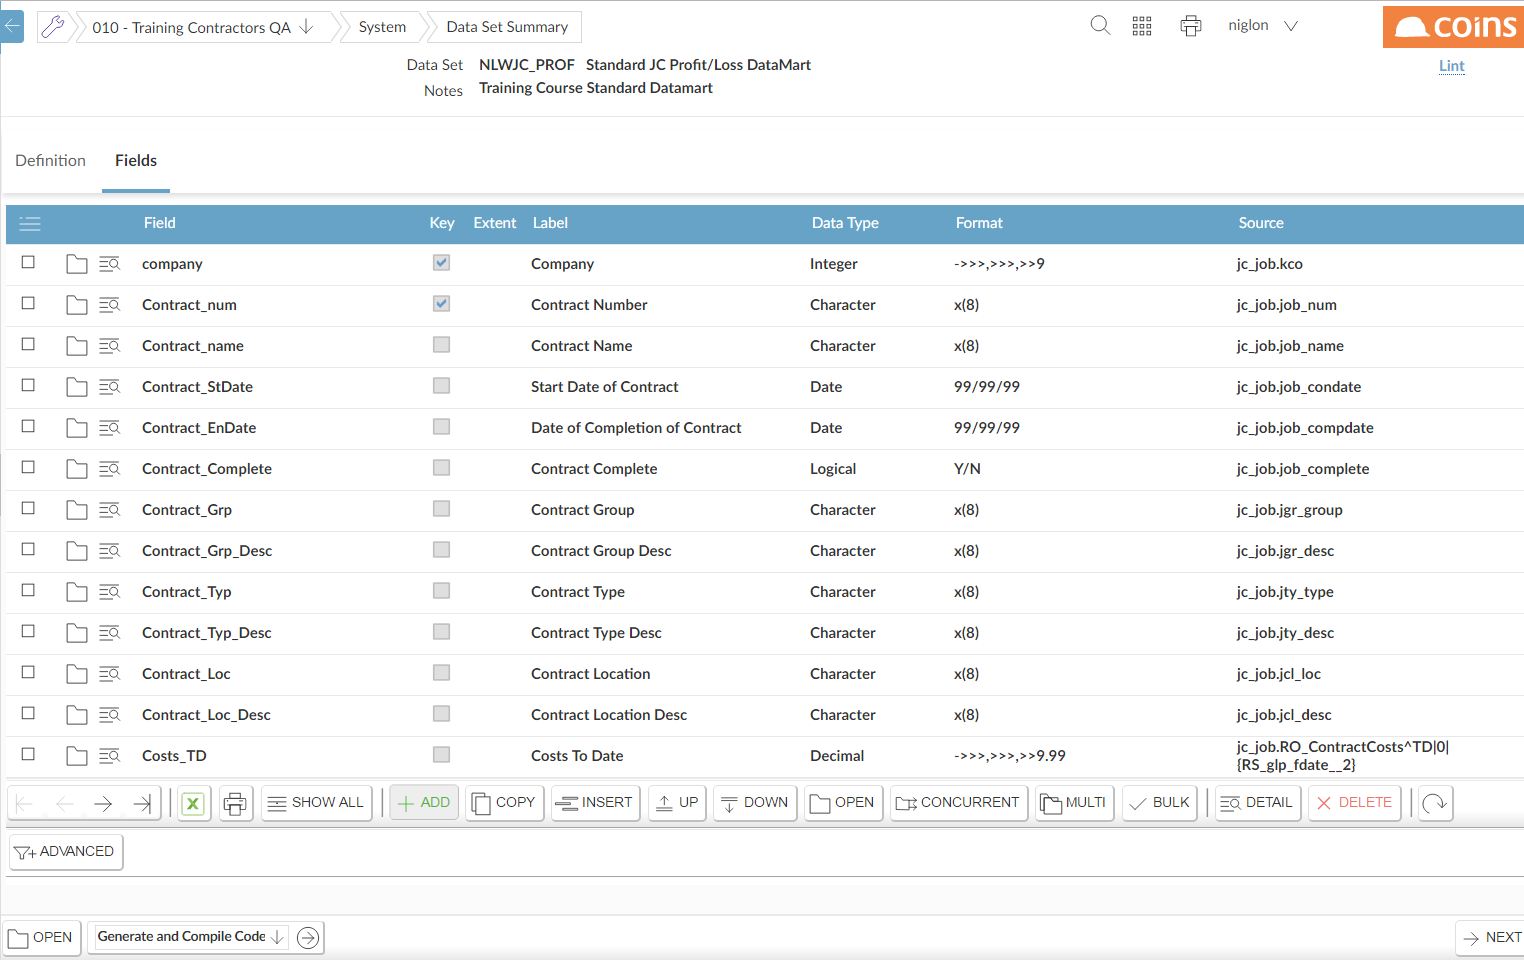 010 - Training Contractors QA System Data Set Summary niglon coins
Data Set NLWJC_PROF Standard JC Profit/Loss DataMart Lint
Notes Training Course Standard Datamart
Definition Fields
Field Key Extent Label Data Type Format Source
company Company Integer ->>>,>>>,>>9 jc_job.kco
Contract_num Contract Number Character x(8) jc_job.job_num
Contract_name Contract Name Character x(8) jc_job.job_name
Contract_StDate Start Date of Contract Date 99/99/99 jc_job.job_condate
Contract_EnDate Date of Completion of Contract Date 99/99/99 jc_job.job_compdate
Contract_Complete Contract Complete Logical Y/N jc_job.job_complete
Contract_Grp Contract Group Character x(8) jc_job.jgr_group
Contract_Grp_Desc Contract Group Desc Character x(8) jc_job.jgr_desc
Contract_Typ Contract Type Character x(8) jc_job.jty_type
Contract_Typ_Desc Contract Type Desc Character x(8) jc_job.jty_desc
Contract_Loc Contract Location Character x(8) jc_job.jcl_loc
Contract_Loc_Desc Contract Location Desc Character x(8) jc_job.jcl_desc
Costs_TD Costs To Date Decimal ->>>,>>>,>>9.99 jc_job.RO_ContractCosts^TD|0|
{RS_glp_fdate__2}
X SHOW ALL ADD COPY INSERT UP DOWN OPEN CONCURRENT MULTI BULK DETAIL DELETE
ADVANCED
OPEN Generate and Compile Code NEXT